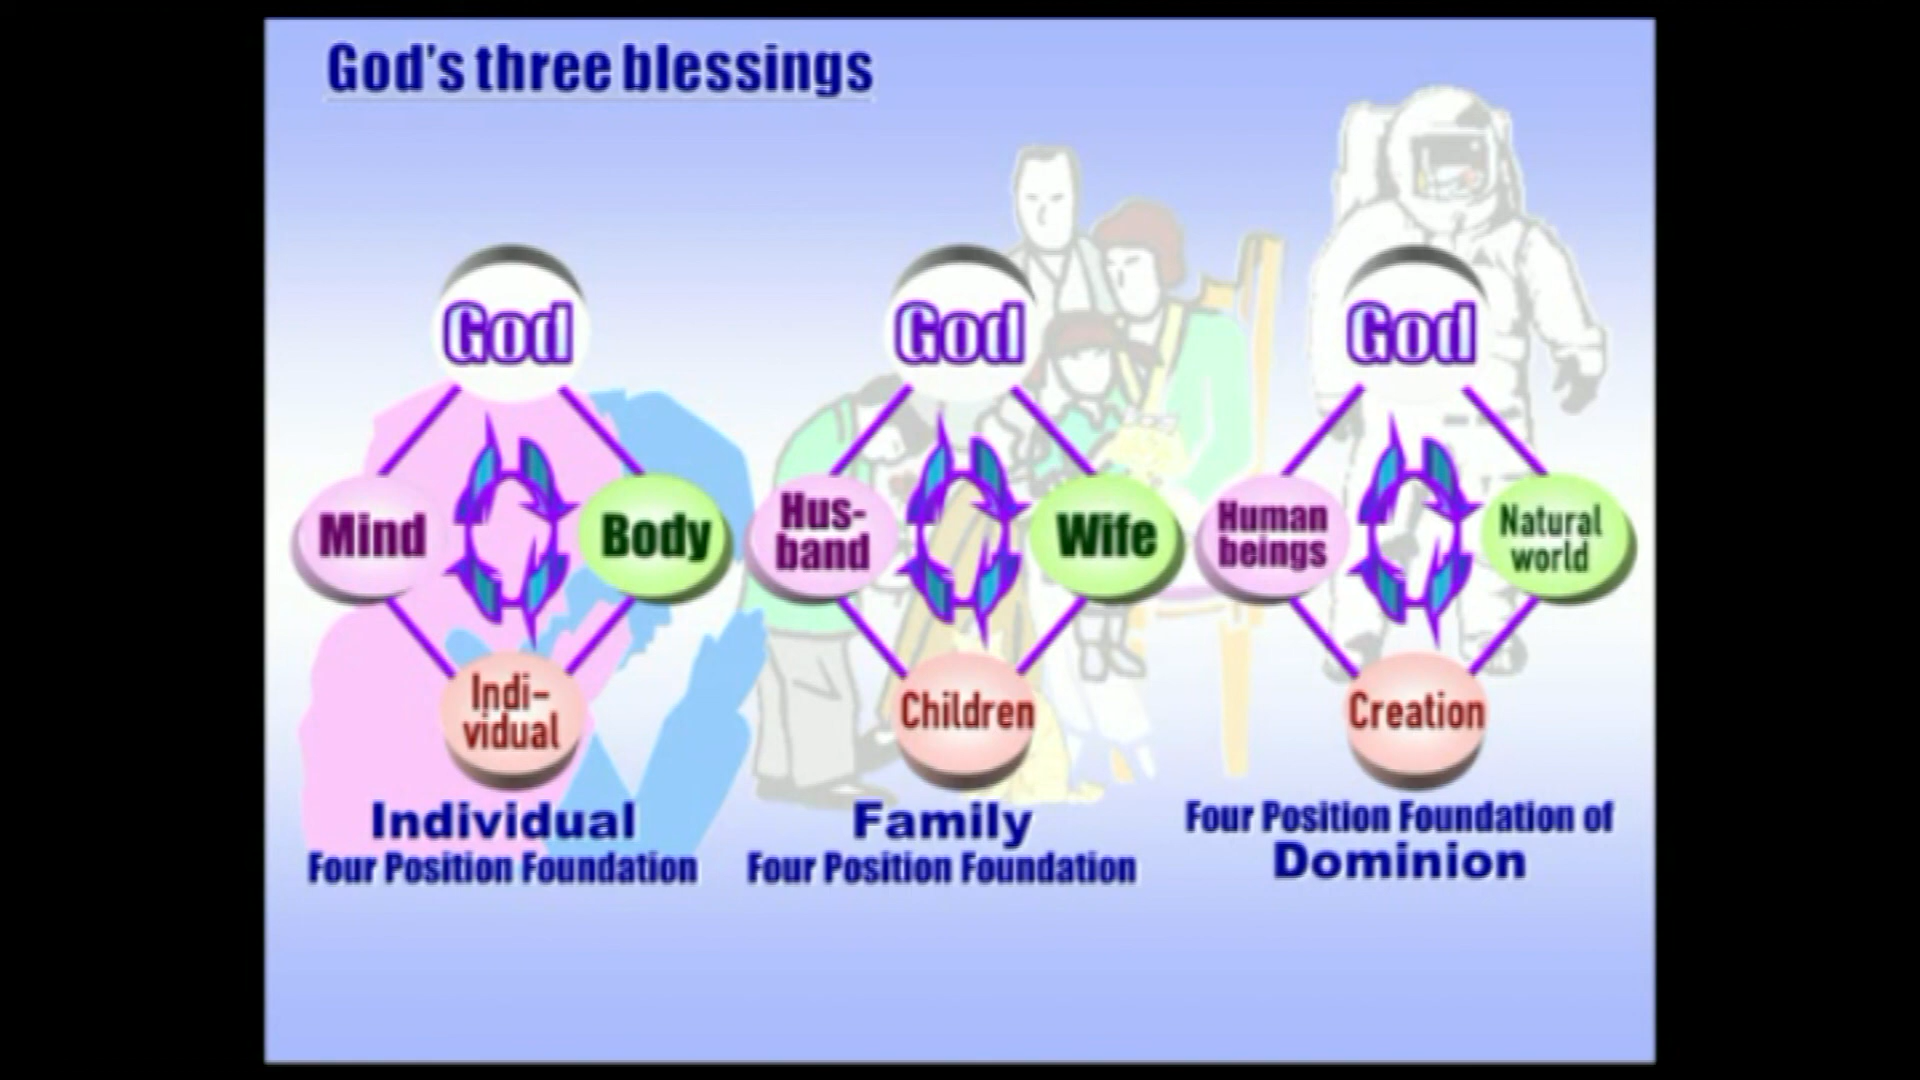 God's three blessings
God
God
God
Mind
Body
Hus-
band
Wife
Human
beings
Natural
world
Indi-
vidual
Children
Creation
Individual
Four Position Foundation
Family
Four Position Foundation
Four Position Foundation of
Dominion